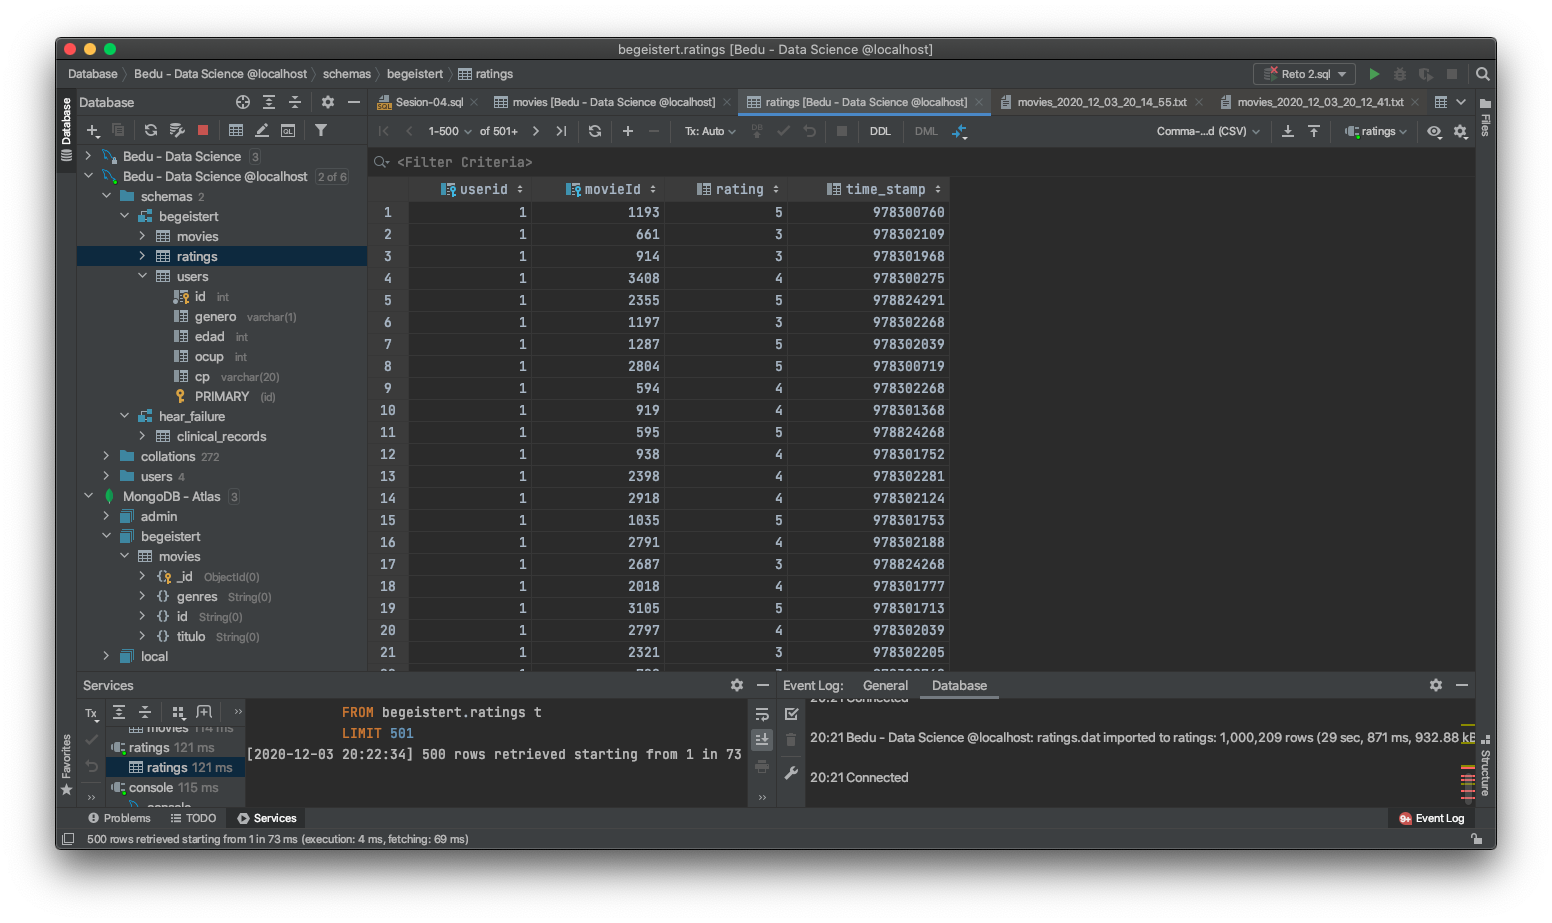 begeistert.ratings [Bedu - Data Science @localhost]
Database Bedu - Data Science @localhost schemas begeistert ratings
Reto 2.sql
Database
Sesion-04.sql movies [Bedu - Data Science @localhost] ratings [Bedu - Data Science @localhost] movies_2020_12_03_20_14_55.txt movies_2020_12_03_20_12_41.txt
Database
Files
1-500 of 501+ Tx: Auto DB DDL DML Comma-...d (CSV) ratings
<Filter Criteria>
Bedu - Data Science 3
Bedu - Data Science @localhost 2 of 6
schemas 2
begeistert
movies
ratings
users
id int
genero varchar(1)
edad int
ocup int
cp varchar(20)
PRIMARY (id)
hear_failure
clinical_records
collations 272
users 4
MongoDB - Atlas 3
admin
begeistert
movies
_id ObjectId(0)
genres String(0)
id String(0)
titulo String(0)
local
userid movieId rating time_stamp
1 1 1193 5 978300760
2 1 661 3 978302109
3 1 914 3 978301968
4 1 3408 4 978300275
5 1 2355 5 978824291
6 1 1197 3 978302268
7 1 1287 5 978302039
8 1 2804 5 978300719
9 1 594 4 978302268
10 1 919 4 978301368
11 1 595 5 978824268
12 1 938 4 978301752
13 1 2398 4 978302281
14 1 2918 4 978302124
15 1 1035 5 978301753
16 1 2791 4 978302188
17 1 2687 3 978824268
18 1 2018 4 978301777
19 1 3105 5 978301713
20 1 2797 4 978302039
21 1 2321 3 978302205
Services
Tx
movies 114 ms
ratings 121 ms
ratings 121 ms
console 115 ms
console
FROM begeistert.ratings t
LIMIT 501
[2020-12-03 20:22:34] 500 rows retrieved starting from 1 in 73
Event Log: General Database
20:21 Connected
20:21 Bedu - Data Science @localhost: ratings.dat imported to ratings: 1,000,209 rows (29 sec, 871 ms, 932.88 kB
20:21 Connected
Favorites
Structure
Problems TODO Services
9+ Event Log
500 rows retrieved starting from 1 in 73 ms (execution: 4 ms, fetching: 69 ms)